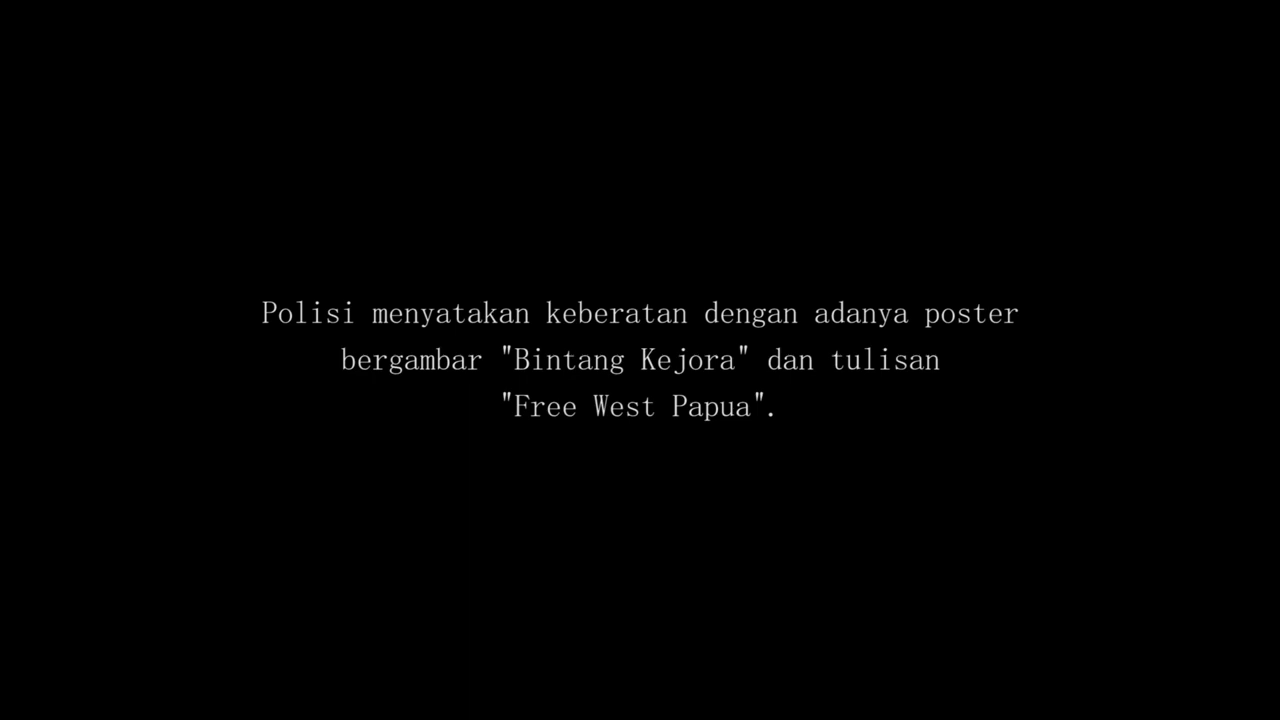 Polisi menyatakan keberatan dengan adanya poster
bergambar "Bintang Kejora" dan tulisan
"Free West Papua".